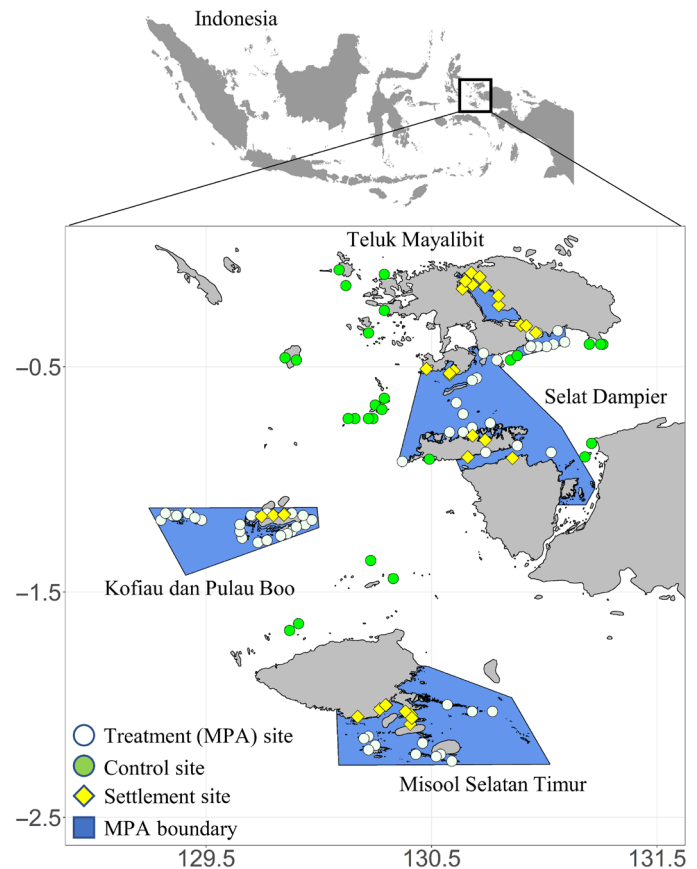 Indonesia
Teluk Mayalibit
−0.5
Selat Dampier
Kofiau dan Pulau Boo
−1.5
Treatment (MPA) site
Control site
Misool Selatan Timur
Settlement site
−2.5
MPA boundary
129.5 130.5 131.5